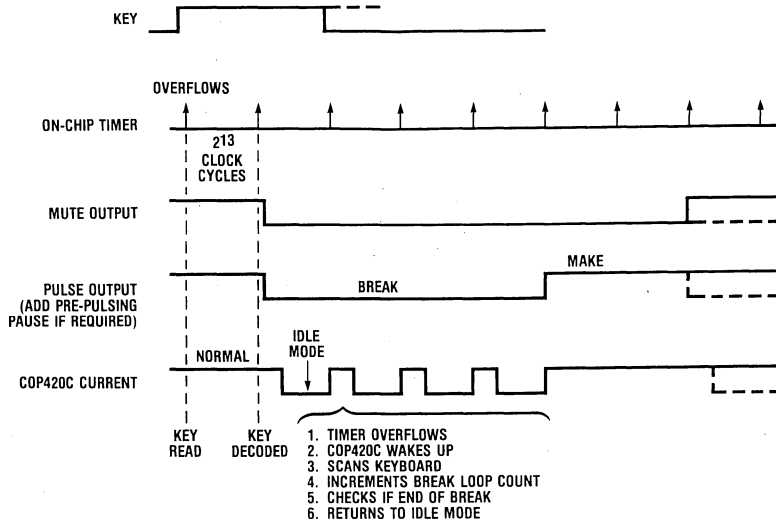 KEY
OVERFLOWS
ON-CHIP TIMER
2¹³
CLOCK
CYCLES
MUTE OUTPUT
MAKE
PULSE OUTPUT
(ADD PRE-PULSING
PAUSE IF REQUIRED)
BREAK
IDLE
MODE
NORMAL
COP420C CURRENT
KEY
READ
KEY
DECODED
1. TIMER OVERFLOWS
2. COP420C WAKES UP
3. SCANS KEYBOARD
4. INCREMENTS BREAK LOOP COUNT
5. CHECKS IF END OF BREAK
6. RETURNS TO IDLE MODE